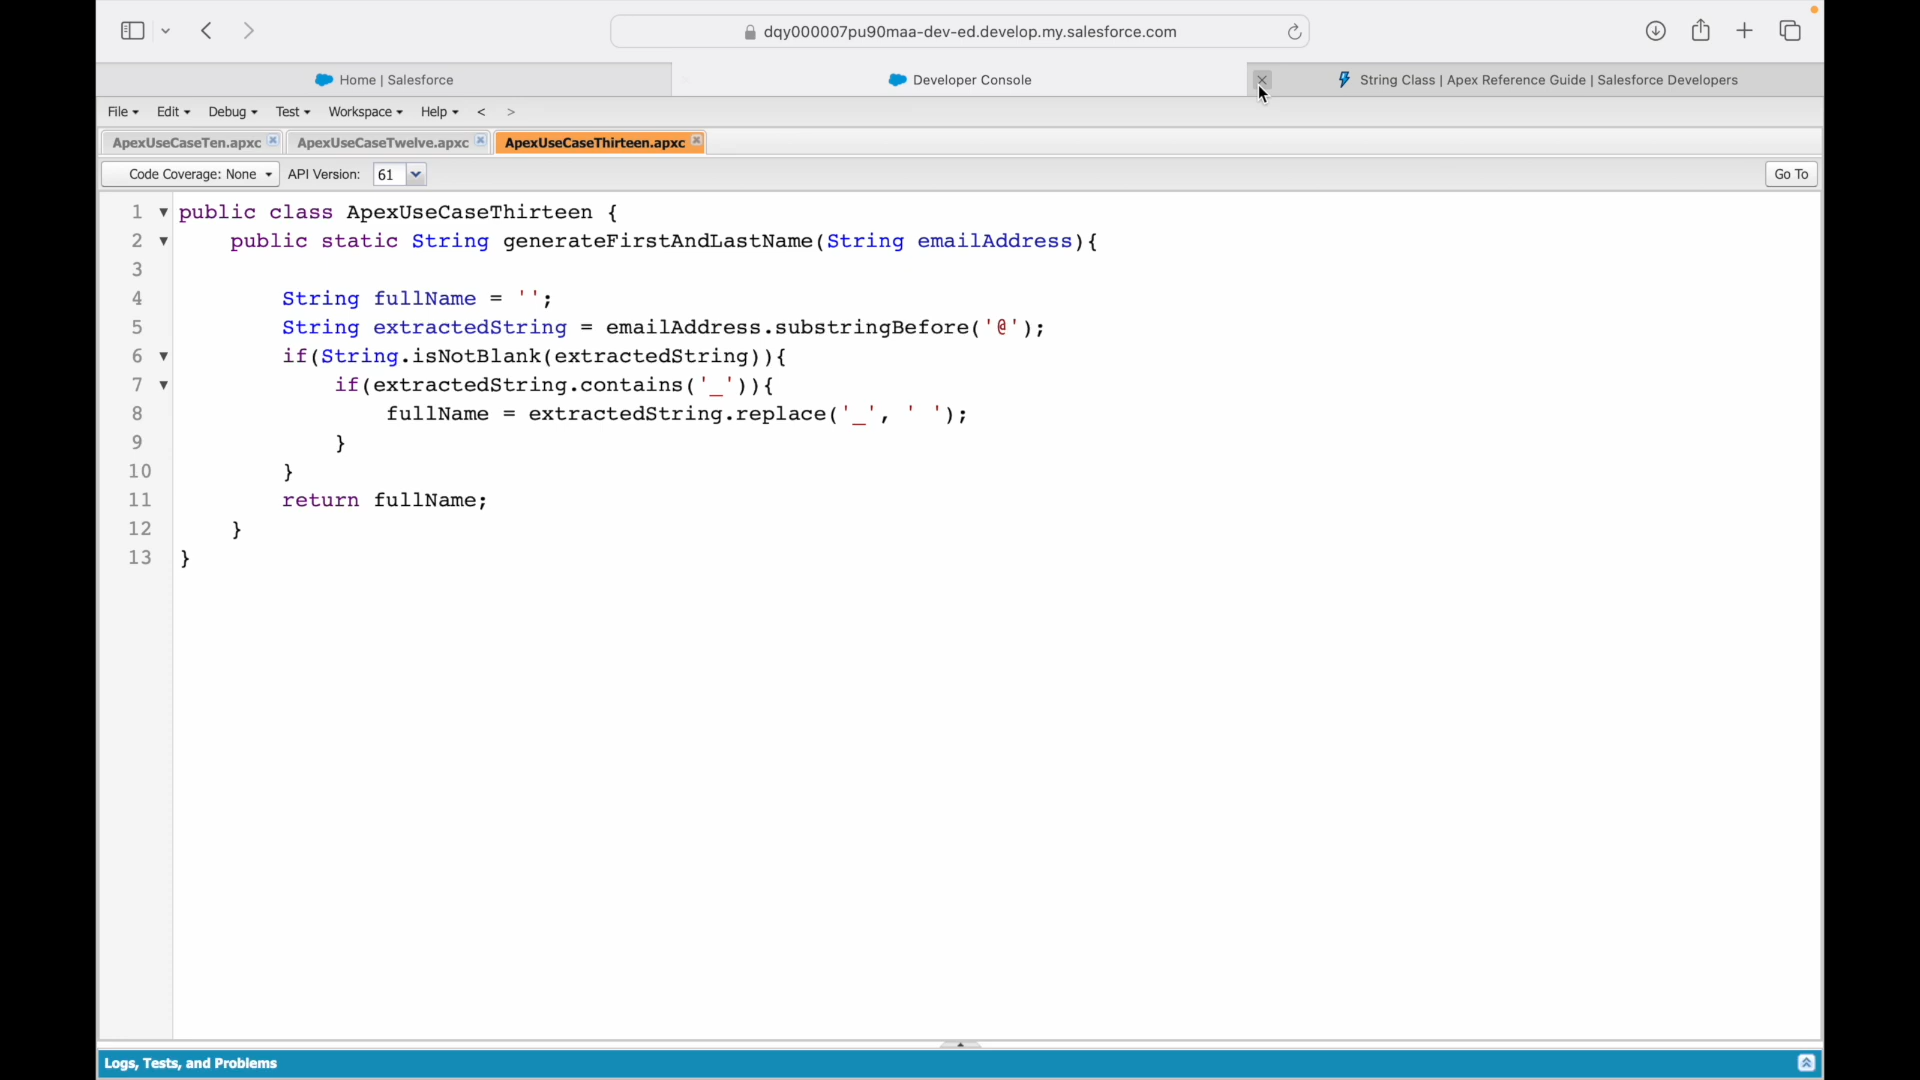 dqy000007pu90maa-dev-ed.develop.my.salesforce.com
Home | Salesforce
Developer Console
String Class | Apex Reference Guide | Salesforce Developers
File Edit Debug Test Workspace Help < >
ApexUseCaseTen.apxc ApexUseCaseTwelve.apxc ApexUseCaseThirteen.apxc
Code Coverage: None API Version: 61 Go To
1 public class ApexUseCaseThirteen {
2 public static String generateFirstAndLastName(String emailAddress){
3
4 String fullName = '';
5 String extractedString = emailAddress.substringBefore('@');
6 if(String.isNotBlank(extractedString)){
7 if(extractedString.contains('_')){
8 fullName = extractedString.replace('_', ' ');
9 }
10 }
11 return fullName;
12 }
13 }
Logs, Tests, and Problems